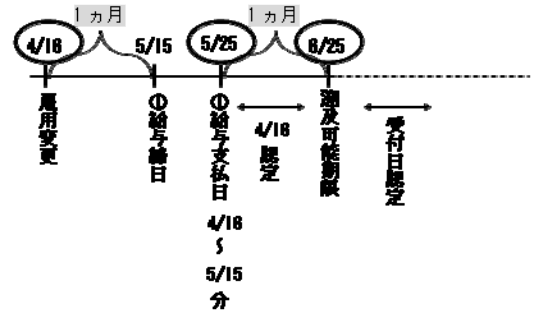 1ヵ月
1ヵ月
4/16
5/15
5/25
6/25
雇用変更
①給与締日
①給与支払日
4/16
～
5/15
分
4/16
認定
遡及可能期限
受付日認定